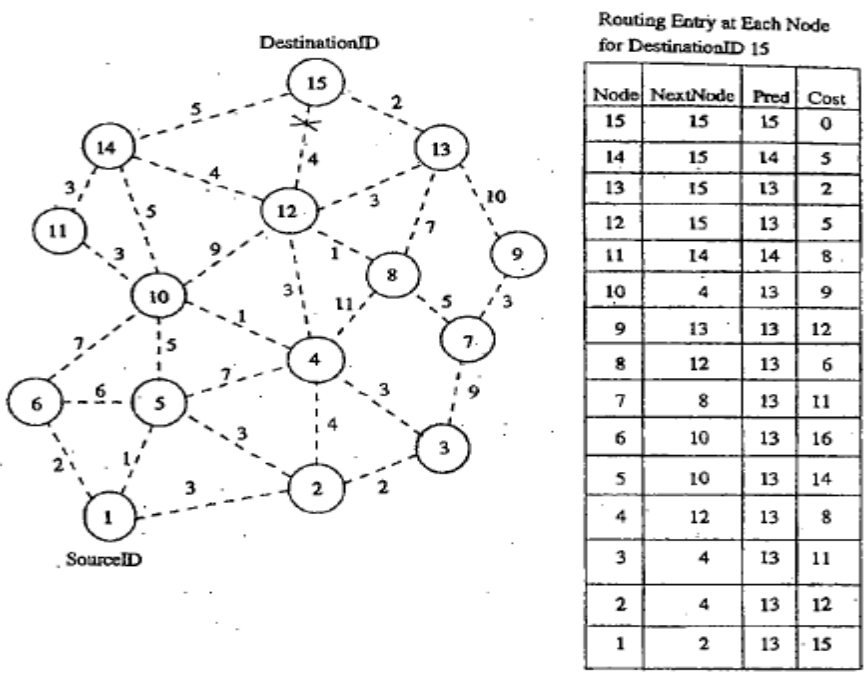 DestinationID
15
5
2
4
14
13
4
3
3
10
12
5
7
11
9
1
9
3
8
10
3
11
5
3
1
7
7
5
4
9
7
3
6
6
5
4
3
3
2
1
2
3
2
1
SourceID
Routing Entry at Each Node
for DestinationID 15
Node NextNode Pred Cost
15 15 15 0
14 15 14 5
13 15 13 2
12 15 13 5
11 14 14 8
10 4 13 9
9 13 13 12
8 12 13 6
7 8 13 11
6 10 13 16
5 10 13 14
4 12 13 8
3 4 13 11
2 4 13 12
1 2 13 15